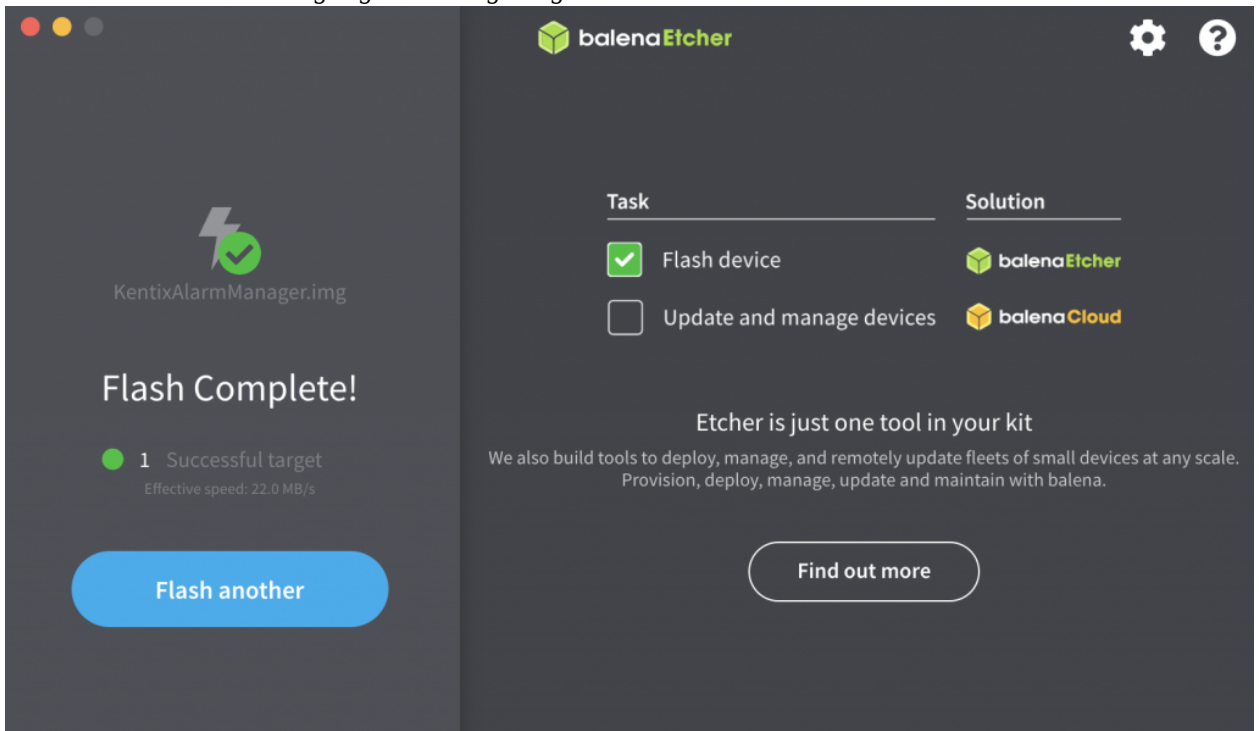 balenaEtcher
KentixAlarmManager.img
Flash Complete!
1 Successful target
Effective speed: 22.0 MB/s
Flash another
Task Solution
Flash device balenaEtcher
Update and manage devices balenaCloud
Etcher is just one tool in your kit
We also build tools to deploy, manage, and remotely update fleets of small devices at any scale.
Provision, deploy, manage, update and maintain with balena.
Find out more